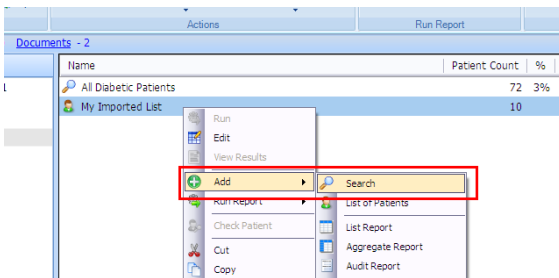 Actions Run Report
Documents - 2
Name Patient Count %
All Diabetic Patients 72 3%
My Imported List 10
Run
Edit
View Results
Add Search
Run Report List of Patients
Check Patient List Report
Cut Aggregate Report
Copy Audit Report